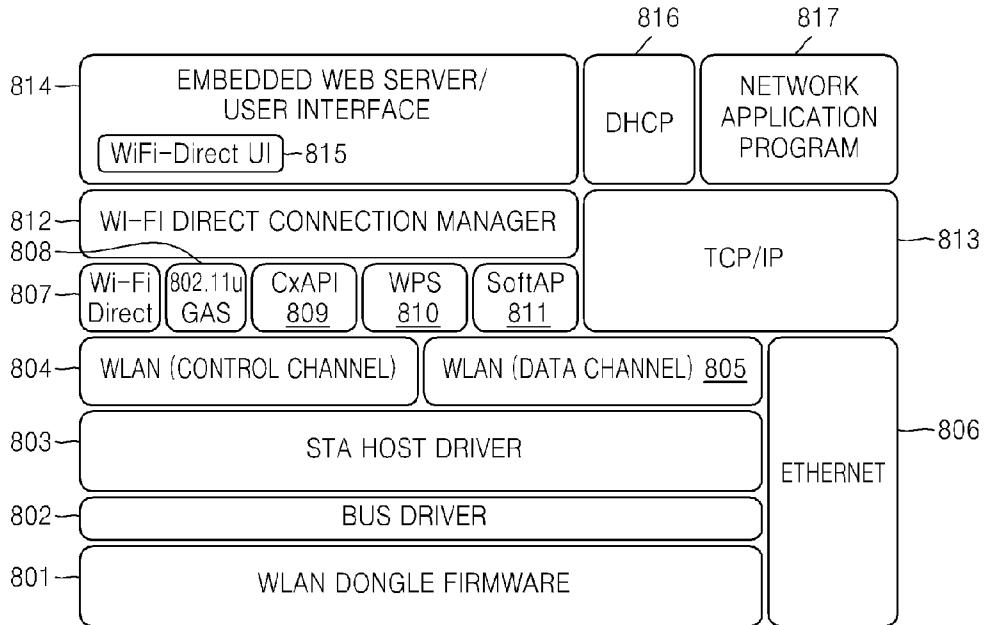 816
817
814
EMBEDDED WEB SERVER/
USER INTERFACE
WiFi-Direct UI
815
DHCP
NETWORK
APPLICATION
PROGRAM
812
WI-FI DIRECT CONNECTION MANAGER
808
TCP/IP
813
807
Wi-Fi
Direct
802.11u
GAS
CxAPI
809
WPS
810
SoftAP
811
804
WLAN (CONTROL CHANNEL)
WLAN (DATA CHANNEL) 805
803
STA HOST DRIVER
806
ETHERNET
802
BUS DRIVER
801
WLAN DONGLE FIRMWARE